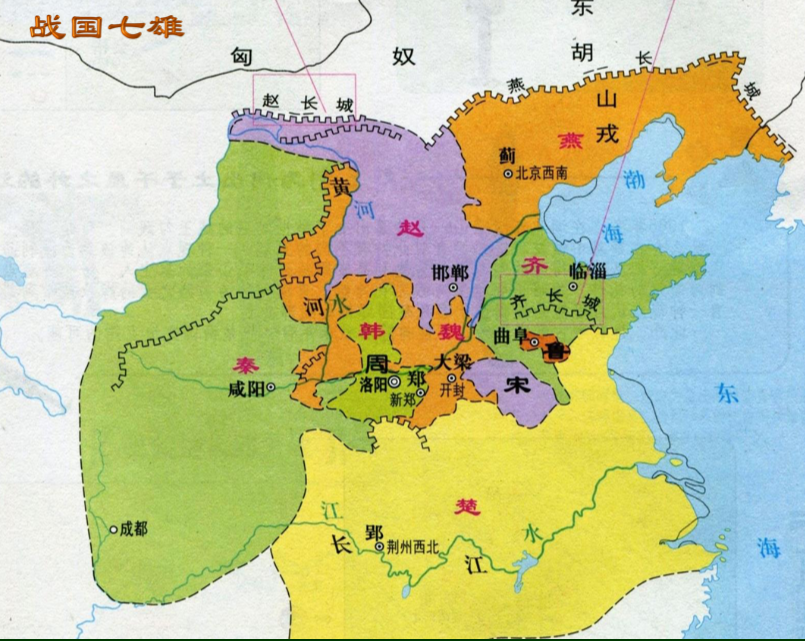 战国七雄
东
胡
匈
奴
赵长城
燕
长
城
山
戎
燕
蓟
北京西南
渤
海
黄
河
赵
邯郸
齐
临淄
齐长城
河
水
韩
魏
曲阜
鲁
秦
咸阳
周
洛阳
郑
新郑
大梁
开封
宋
东
海
楚
江
水
成都
郢
荆州西北
长
江